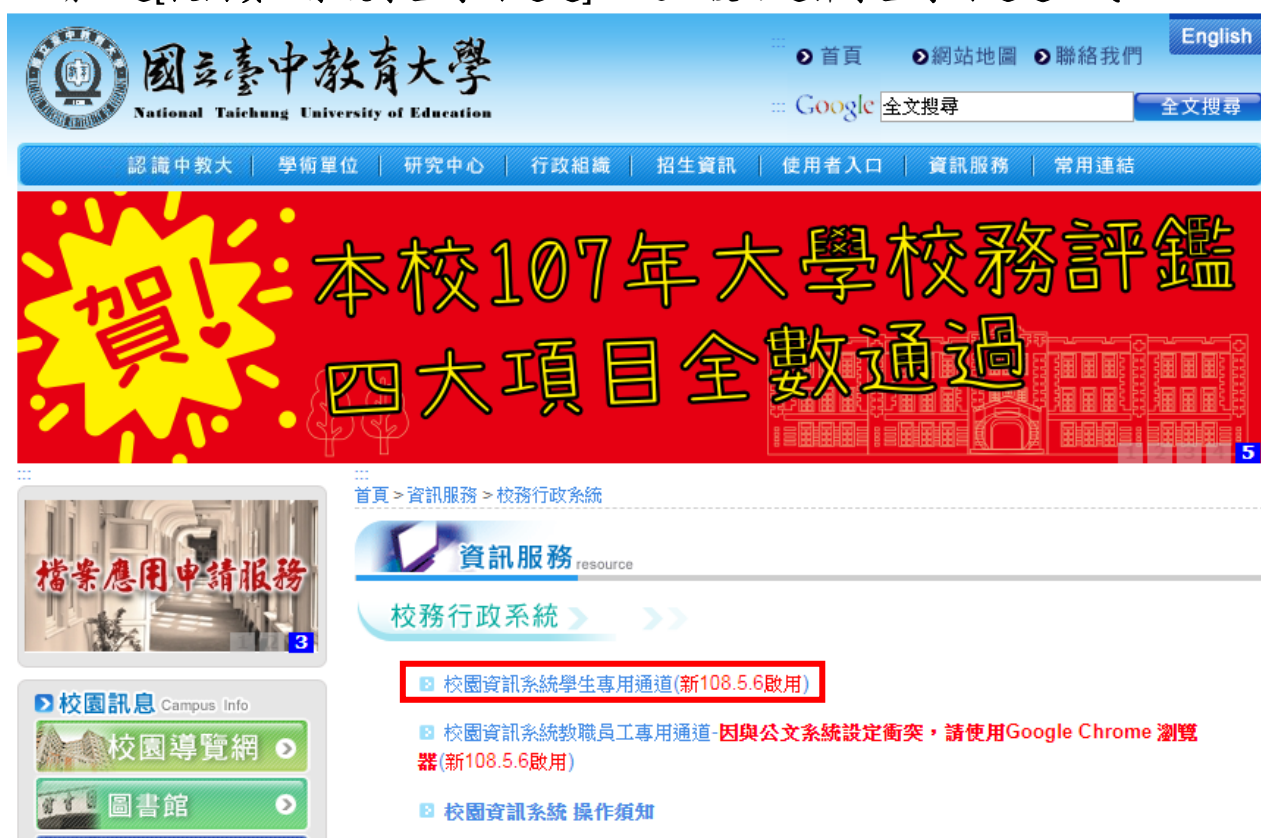 國立臺中教育大學
National Taichung University of Education
首頁 網站地圖 聯絡我們
English
Google 全文搜尋 全文搜尋
認識中教大 | 學術單位 | 研究中心 | 行政組織 | 招生資訊 | 使用者入口 | 資訊服務 | 常用連結
賀!
本校107年大學校務評鑑
四大項目全數通過
1 2 3 4 5
檔案應用申請服務
1 2 3
校園訊息 Campus Info
校園導覽網
圖書館
首頁 > 資訊服務 > 校務行政系統
資訊服務 resource
校務行政系統
校園資訊系統學生專用通道(新108.5.6啟用)
校園資訊系統教職員工專用通道-因與公文系統設定衝突,請使用Google Chrome 瀏覽
器(新108.5.6啟用)
校園資訊系統 操作須知